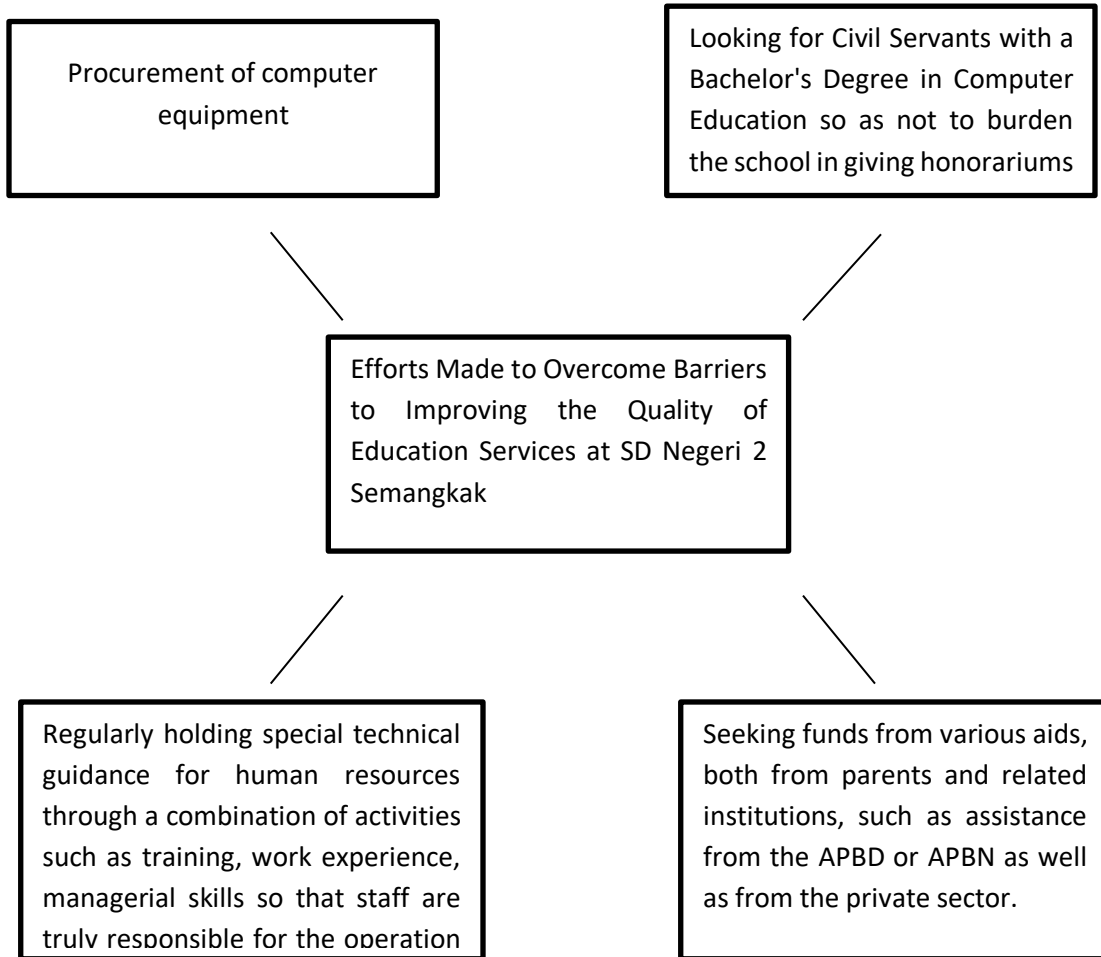 Procurement of computer
equipment
Looking for Civil Servants with a
Bachelor's Degree in Computer
Education so as not to burden
the school in giving honorariums
Efforts Made to Overcome Barriers
to Improving the Quality of
Education Services at SD Negeri 2
Semangkak
Regularly holding special technical
guidance for human resources
through a combination of activities
such as training, work experience,
managerial skills so that staff are
truly responsible for the operation
Seeking funds from various aids,
both from parents and related
institutions, such as assistance
from the APBD or APBN as well
as from the private sector.